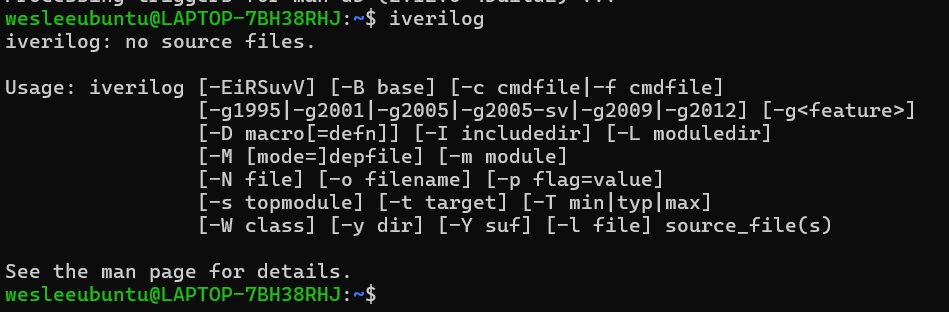 wesleeubuntu@LAPTOP-7BH38RHJ:~$ iverilog
iverilog: no source files.

Usage: iverilog [-EiRSuvV] [-B base] [-c cmdfile|-f cmdfile]
                [-g1995|-g2001|-g2005|-g2005-sv|-g2009|-g2012] [-g<feature>]
                [-D macro[=defn]] [-I includedir] [-L moduledir]
                [-M [mode=]depfile] [-m module]
                [-N file] [-o filename] [-p flag=value]
                [-s topmodule] [-t target] [-T min|typ|max]
                [-W class] [-y dir] [-Y suf] [-l file] source_file(s)

See the man page for details.
wesleeubuntu@LAPTOP-7BH38RHJ:~$